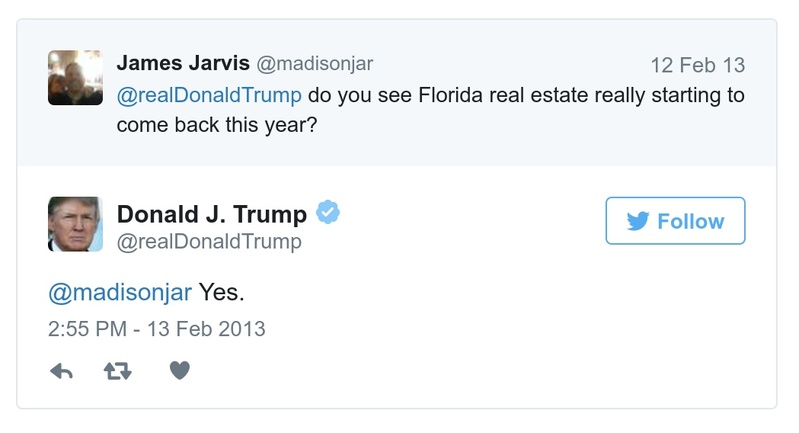 James Jarvis @madisonjar 12 Feb 13
@realDonaldTrump do you see Florida real estate really starting to
come back this year?
Donald J. Trump
@realDonaldTrump
Follow
@madisonjar Yes.
2:55 PM - 13 Feb 2013